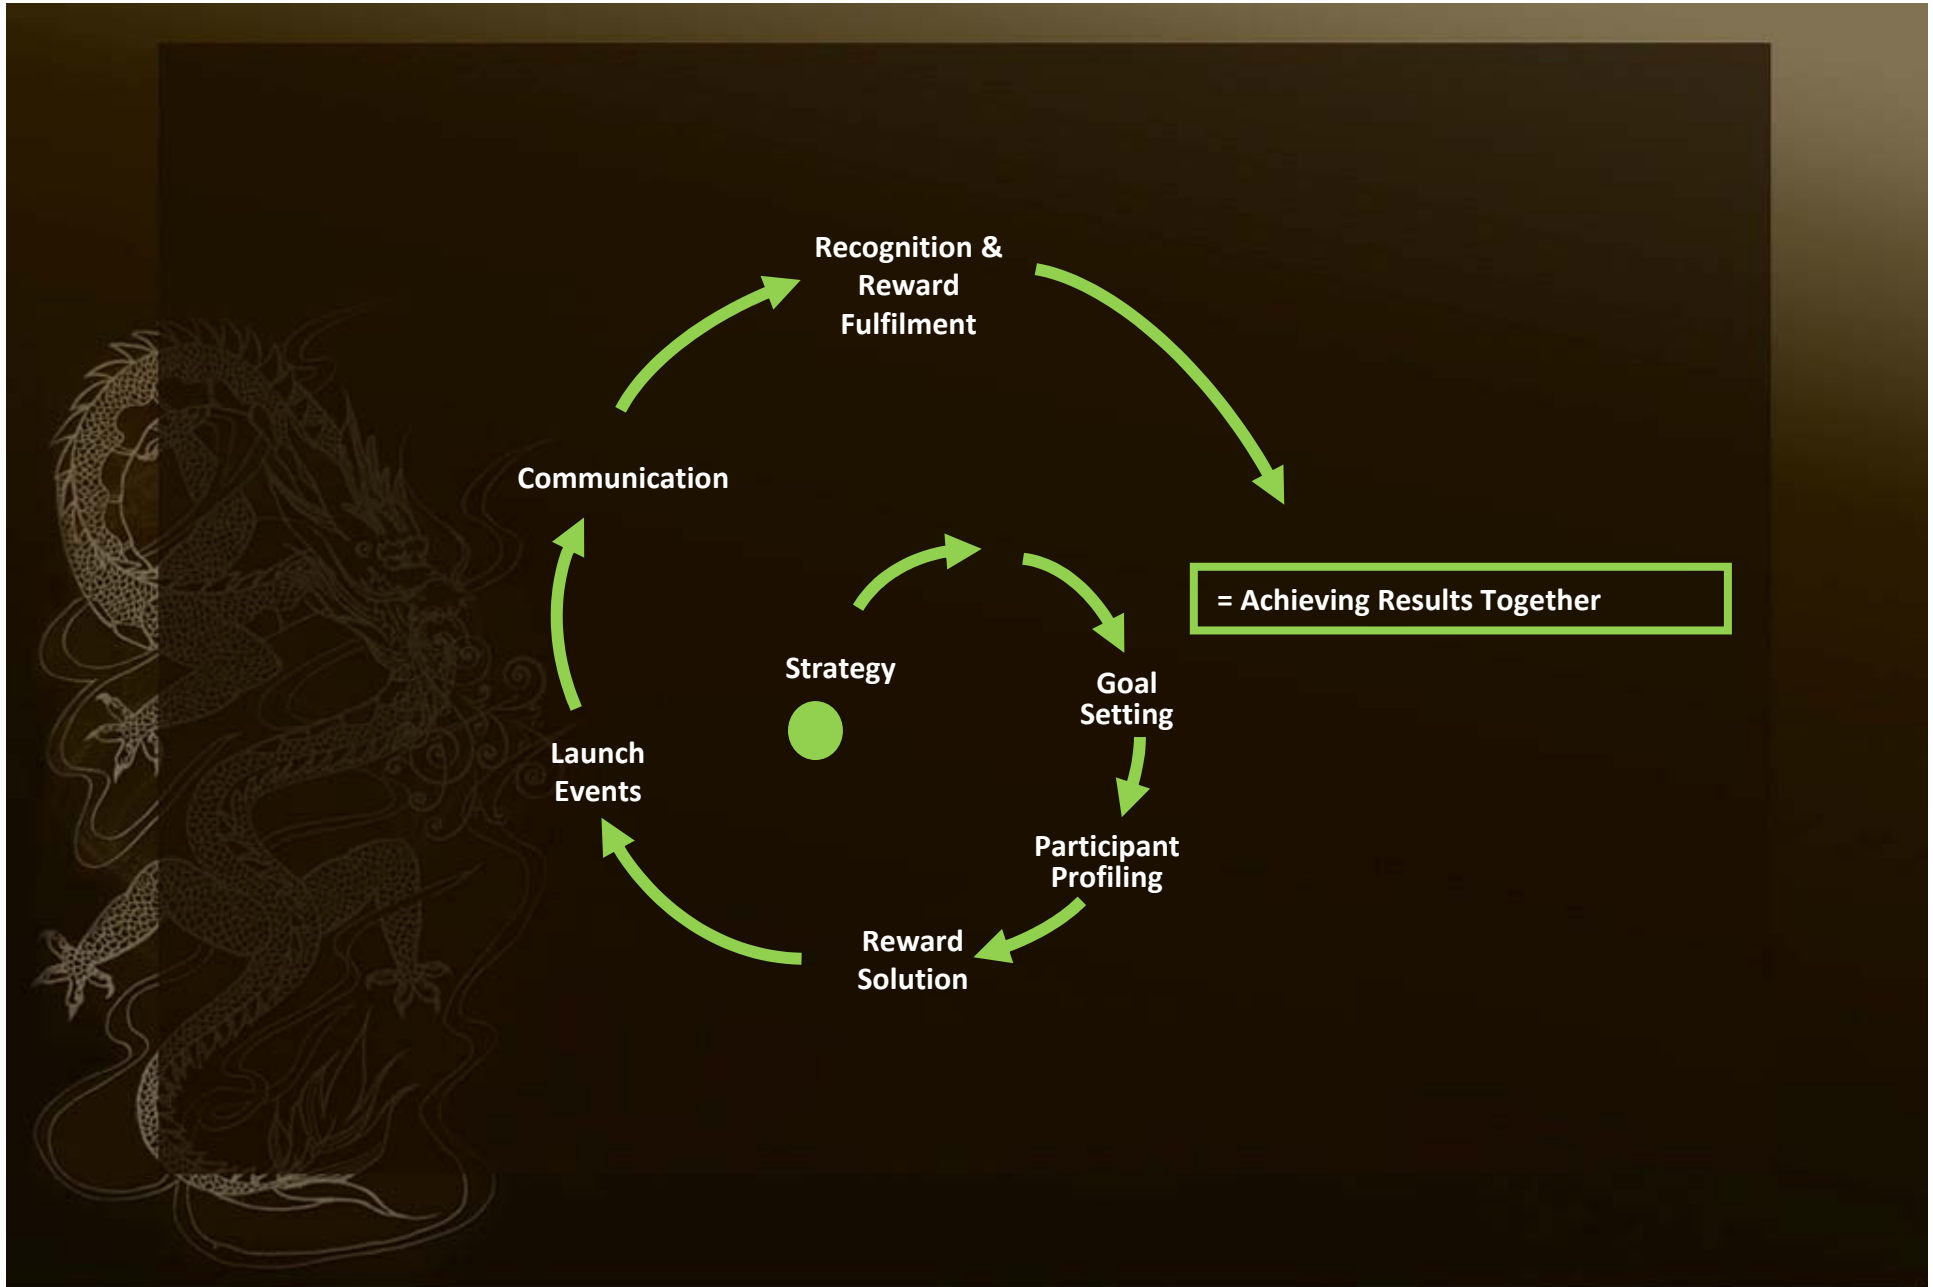 Recognition &
Reward
Fulfilment
Communication
= Achieving Results Together
Strategy
Goal
Setting
Launch
Events
Participant
Profiling
Reward
Solution